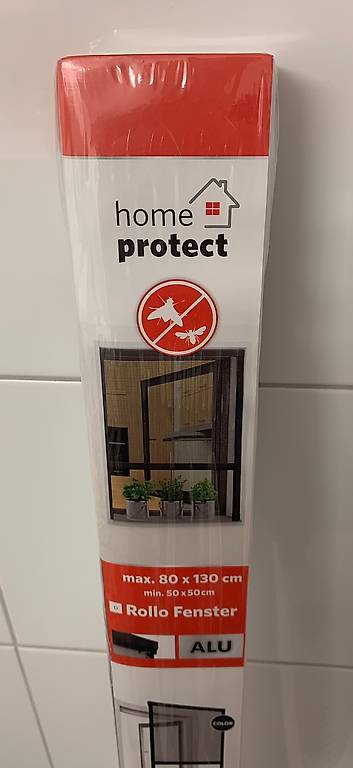 home
protect
max. 80 x 130 cm
min. 50 x 50 cm
Rollo Fenster
ALU
COLOR